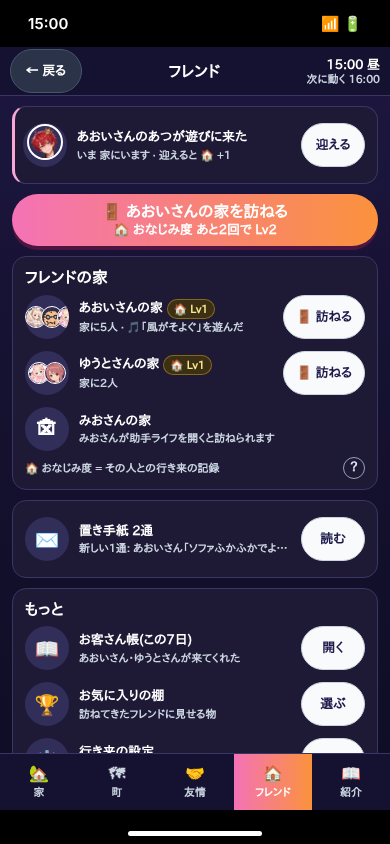 15:00
← 戻る
フレンド
15:00 昼
次に動く 16:00
あおいさんのあつが遊びに来た
いま 家にいます · 迎えると 🏠 +1
迎える
🚪 あおいさんの家を訪ねる
🏠 おなじみ度 あと2回で Lv2
フレンドの家
あおいさんの家 🏠 Lv1
家に5人 · 🎵「風がそよぐ」を遊んだ
🚪 訪ねる
ゆうとさんの家 🏠 Lv1
家に2人
🚪 訪ねる
みおさんの家
みおさんが助手ライフを開くと訪ねられます
🏠 おなじみ度 = その人との行き来の記録
?
置き手紙 2通
新しい1通: あおいさん「ソファふかふかでよ…
読む
もっと
お客さん帳(この7日)
あおいさん·ゆうとさんが来てくれた
開く
お気に入りの棚
訪ねてきたフレンドに見せる物
選ぶ
行き来の設定
家
町
友情
フレンド
紹介